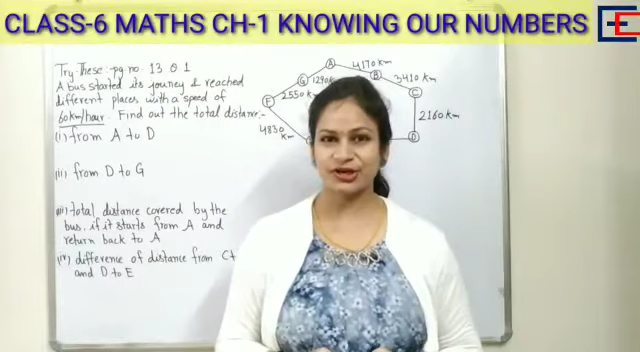 CLASS-6 MATHS CH-1 KNOWING OUR NUMBERS
E
Try These :- pg no. 13 Q 1
A bus started its jouney & reached
different places with a speed of
60km/hour. Find out the total distance:-
(i) from A to D
(ii) from D to G
(iii) total distance covered by the
bus, if it starts from A and
return back to A
(iv) difference of distance from C t
and D to E
A
4170 km
B
3410 km
C
2160 km
D
G
1290k
2550 k
F
4830
km